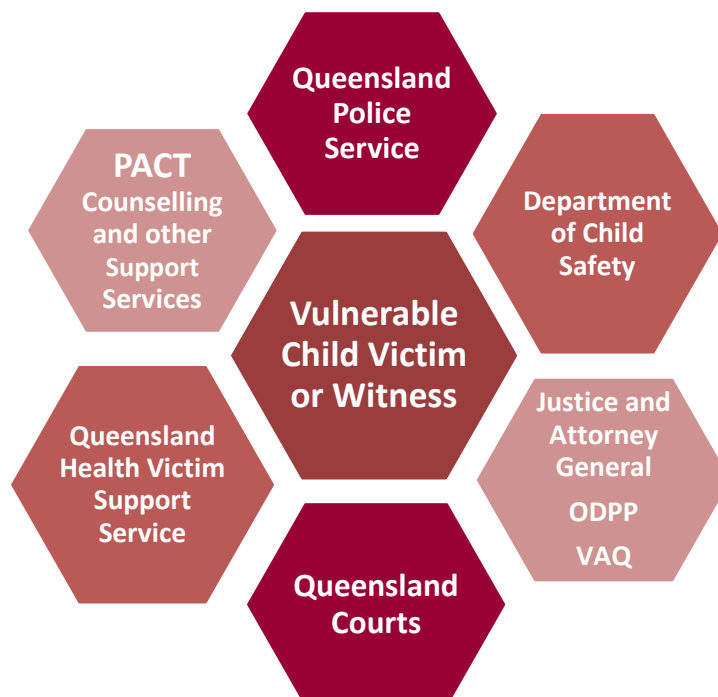 Queensland
Police
Service
PACT
Counselling
and other
Support
Services
Department
of Child
Safety
Vulnerable
Child Victim
or Witness
Queensland
Health Victim
Support
Service
Justice and
Attorney
General
ODPP
VAQ
Queensland
Courts